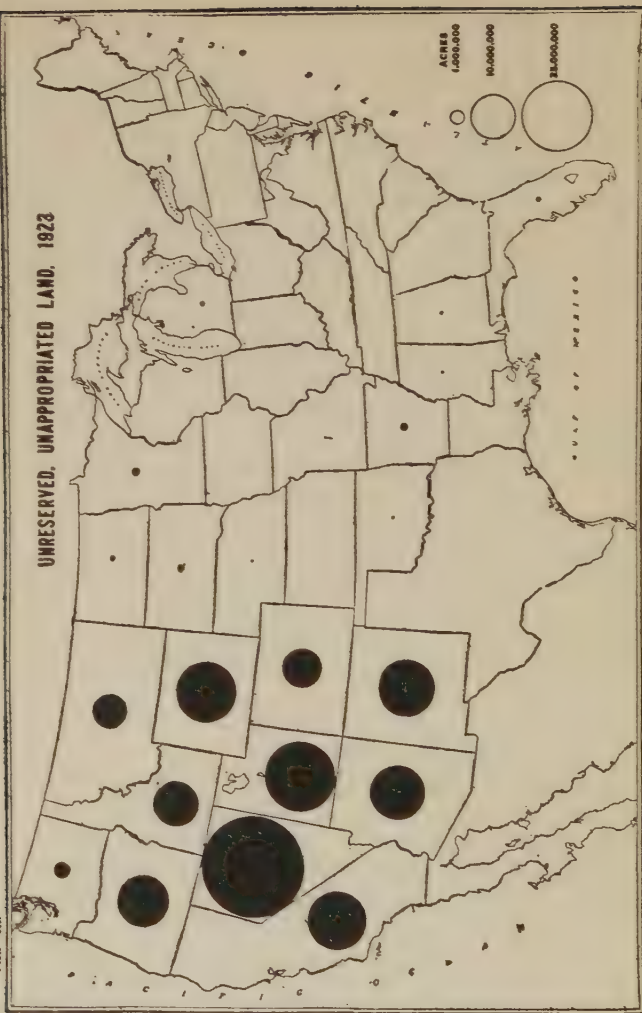 UNRESERVED, UNAPPROPRIATED LAND, 1923
PACIFIC OCEAN
GULF OF MEXICO
ACRES
1,000,000
10,000,000
25,000,000